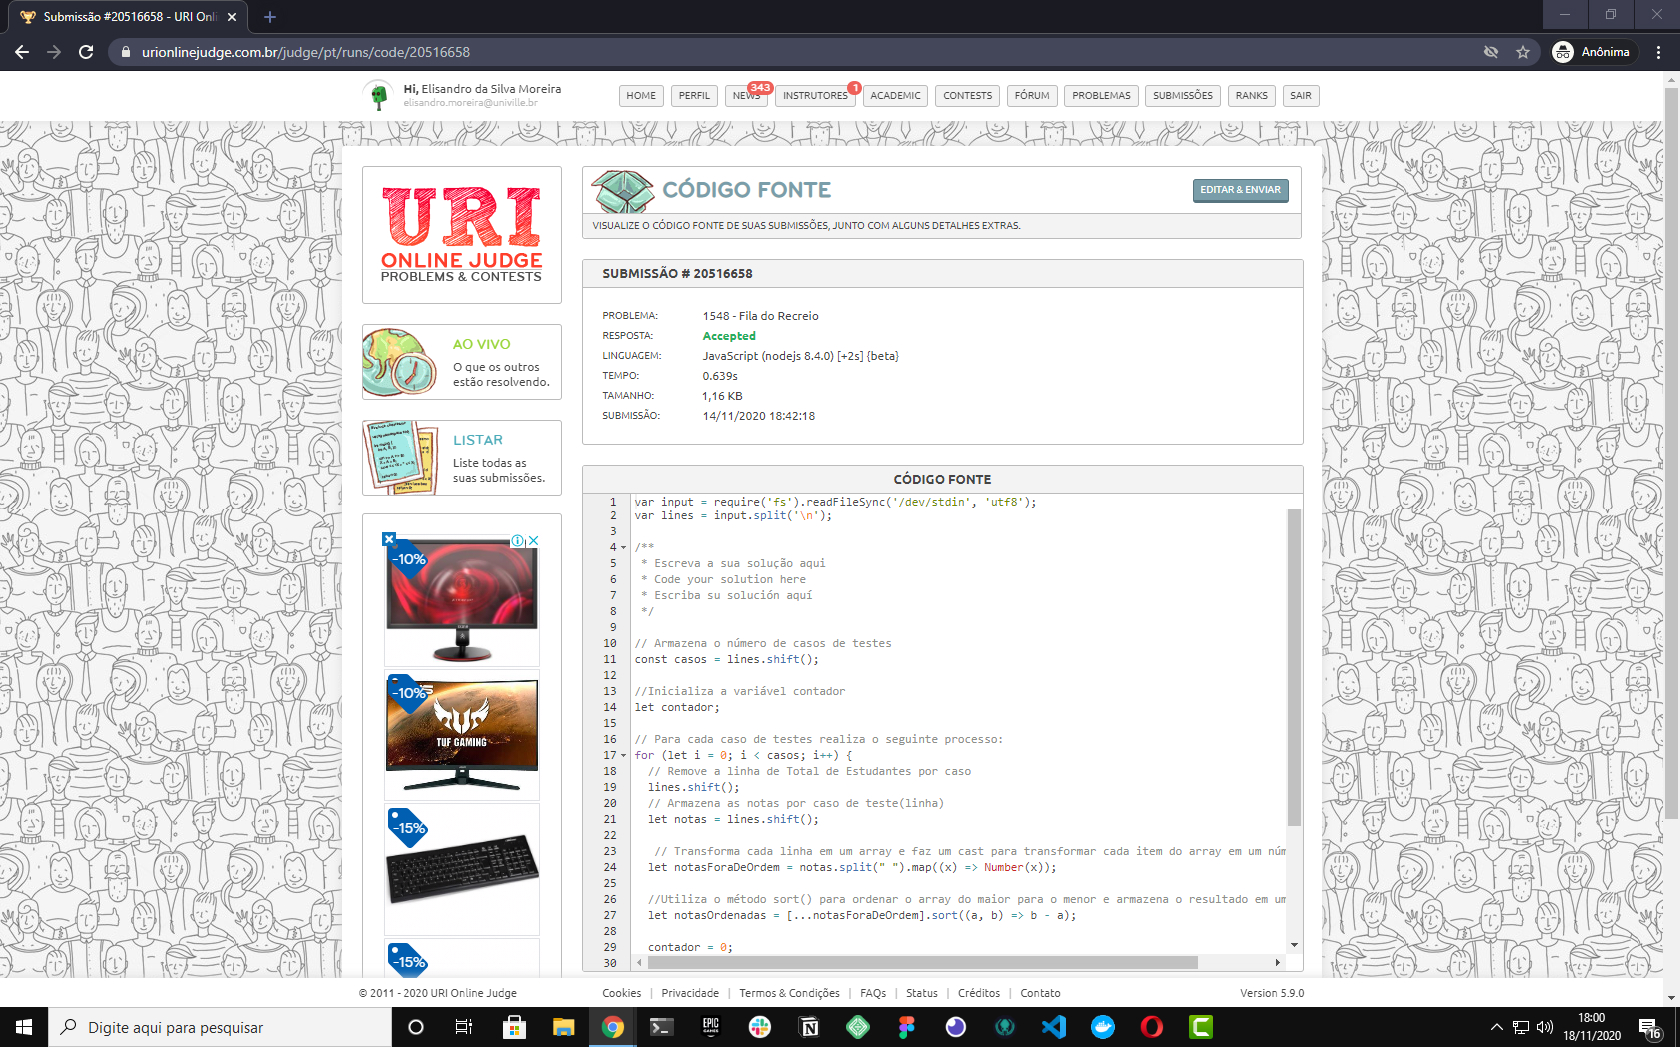 Submissão #20516658 - URI Onli
urionlinejudge.com.br/judge/pt/runs/code/20516658
Anônima
Hi, Elisandro da Silva Moreira
elisandro.moreira@univille.br
HOME PERFIL NEWS 343 INSTRUTORES 1 ACADEMIC CONTESTS FÓRUM PROBLEMAS SUBMISSÕES RANKS SAIR
URI
ONLINE JUDGE
PROBLEMS & CONTESTS
CÓDIGO FONTE
EDITAR & ENVIAR
VISUALIZE O CÓDIGO FONTE DE SUAS SUBMISSÕES, JUNTO COM ALGUNS DETALHES EXTRAS.
AO VIVO
O que os outros
estão resolvendo.
LISTAR
Liste todas as
suas submissões.
-10%
-10%
TUF GAMING
-15%
-15%
SUBMISSÃO # 20516658
PROBLEMA: 1548 - Fila do Recreio
RESPOSTA: Accepted
LINGUAGEM: JavaScript (nodejs 8.4.0) [+2s] {beta}
TEMPO: 0.639s
TAMANHO: 1,16 KB
SUBMISSÃO: 14/11/2020 18:42:18
CÓDIGO FONTE
1 var input = require('fs').readFileSync('/dev/stdin', 'utf8');
2 var lines = input.split('\n');
3
4 /**
5 * Escreva a sua solução aqui
6 * Code your solution here
7 * Escriba su solución aquí
8 */
9
10 // Armazena o número de casos de testes
11 const casos = lines.shift();
12
13 //Inicializa a variável contador
14 let contador;
15
16 // Para cada caso de testes realiza o seguinte processo:
17 for (let i = 0; i < casos; i++) {
18 // Remove a linha de Total de Estudantes por caso
19 lines.shift();
20 // Armazena as notas por caso de teste(linha)
21 let notas = lines.shift();
22
23 // Transforma cada linha em um array e faz um cast para transformar cada item do array em um núm
24 let notasForaDeOrdem = notas.split(" ").map((x) => Number(x));
25
26 //Utiliza o método sort() para ordenar o array do maior para o menor e armazena o resultado em um
27 let notasOrdenadas = [...notasForaDeOrdem].sort((a, b) => b - a);
28
29 contador = 0;
30
© 2011 - 2020 URI Online Judge
Cookies | Privacidade | Termos & Condições | FAQs | Status | Créditos | Contato
Version 5.9.0
Digite aqui para pesquisar
EPIC
GAMES
18:00
18/11/2020
16